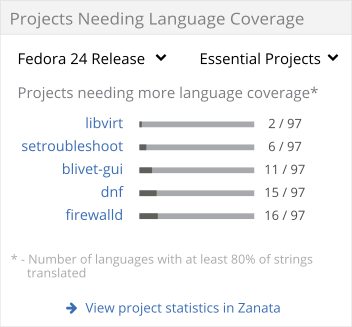 Projects Needing Language Coverage
Fedora 24 Release Essential Projects
Projects needing more language coverage*
libvirt 2 / 97
setroubleshoot 6 / 97
blivet-gui 11 / 97
dnf 15 / 97
firewalld 16 / 97
* - Number of languages with at least 80% of strings
translated
View project statistics in Zanata